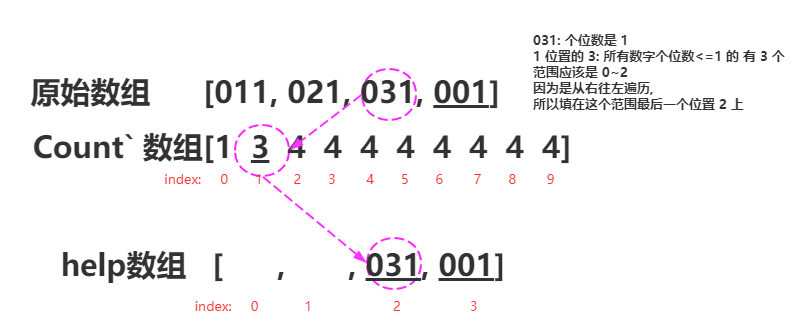 031: 个位数是 1
1 位置的 3: 所有数字个位数<=1 的 有 3 个
范围应该是 0~2
因为是从右往左遍历,
所以填在这个范围最后一个位置 2 上
原始数组 [011, 021, 031, 001]
Count` 数组[1 3 4 4 4 4 4 4 4 4]
index: 0 1 2 3 4 5 6 7 8 9
help数组 [ , , 031, 001]
index: 0 1 2 3